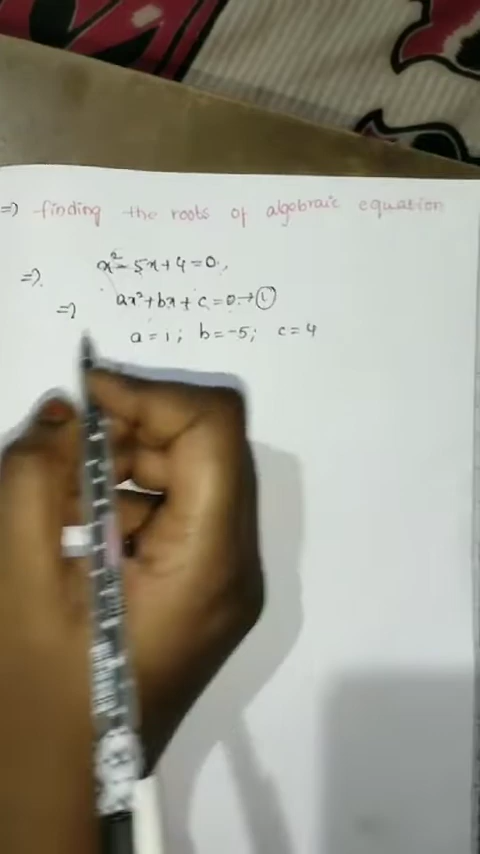 =) finding the roots of algebraic equation
=). x² - 5x + 4 = 0.,
=) ax² + bx + c = 0. → ①
a = 1 ; b = -5 ; c = 4